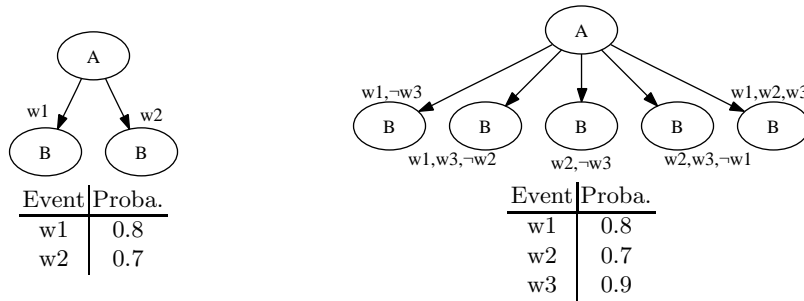 A
w1
w2
B
B
Event Proba.
w1 0.8
w2 0.7
A
w1,¬w3
w1,w2,w3
B
B
B
B
B
w1,w3,¬w2
w2,¬w3
w2,w3,¬w1
Event Proba.
w1 0.8
w2 0.7
w3 0.9